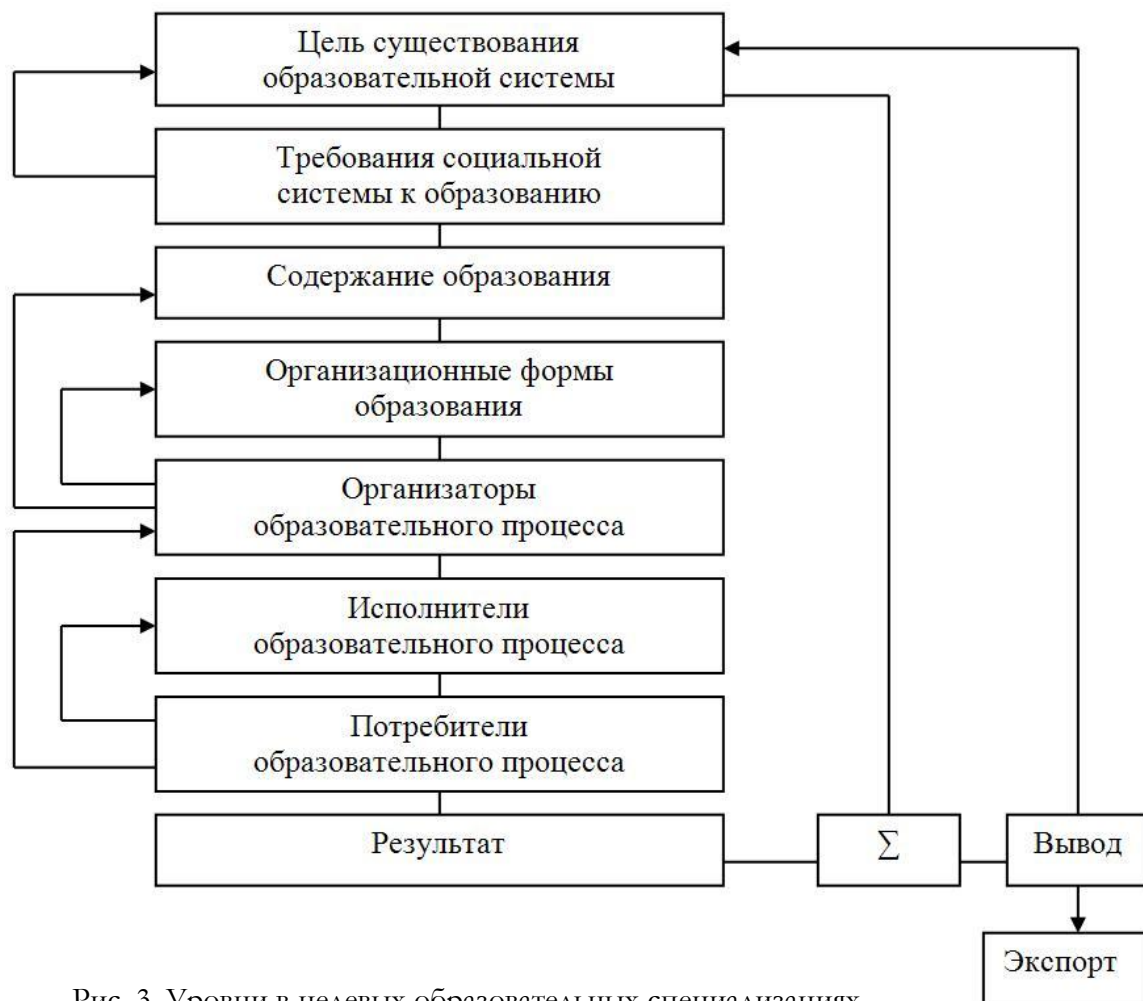 Цель существования
образовательной системы
Требования социальной
системы к образованию
Содержание образования
Организационные формы
образования
Организаторы
образовательного процесса
Исполнители
образовательного процесса
Потребители
образовательного процесса
Результат
∑
Вывод
Экспорт
Рис. 3. Уровни в целевых образовательных специализациях